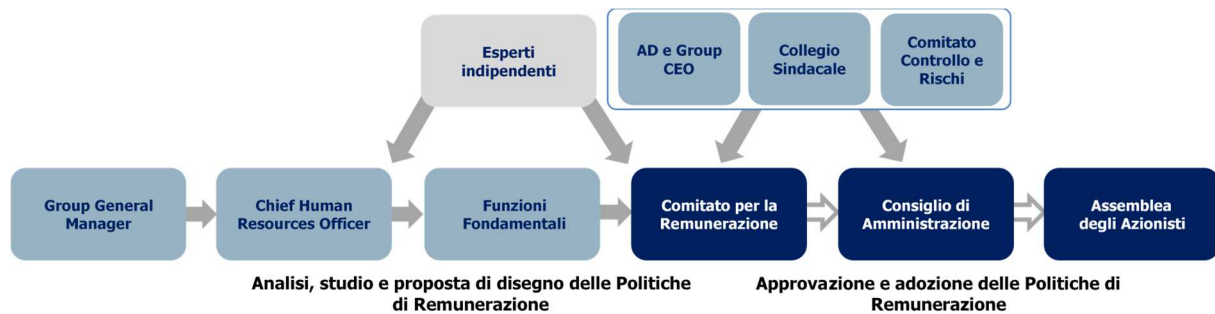 Esperti
indipendenti
AD e Group
CEO
Collegio
Sindacale
Comitato
Controllo e
Rischi
Group General
Manager
Chief Human
Resources Officer
Funzioni
Fondamentali
Comitato per la
Remunerazione
Consiglio di
Amministrazione
Assemblea
degli Azionisti
Analisi, studio e proposta di disegno delle Politiche
di Remunerazione
Approvazione e adozione delle Politiche di
Remunerazione